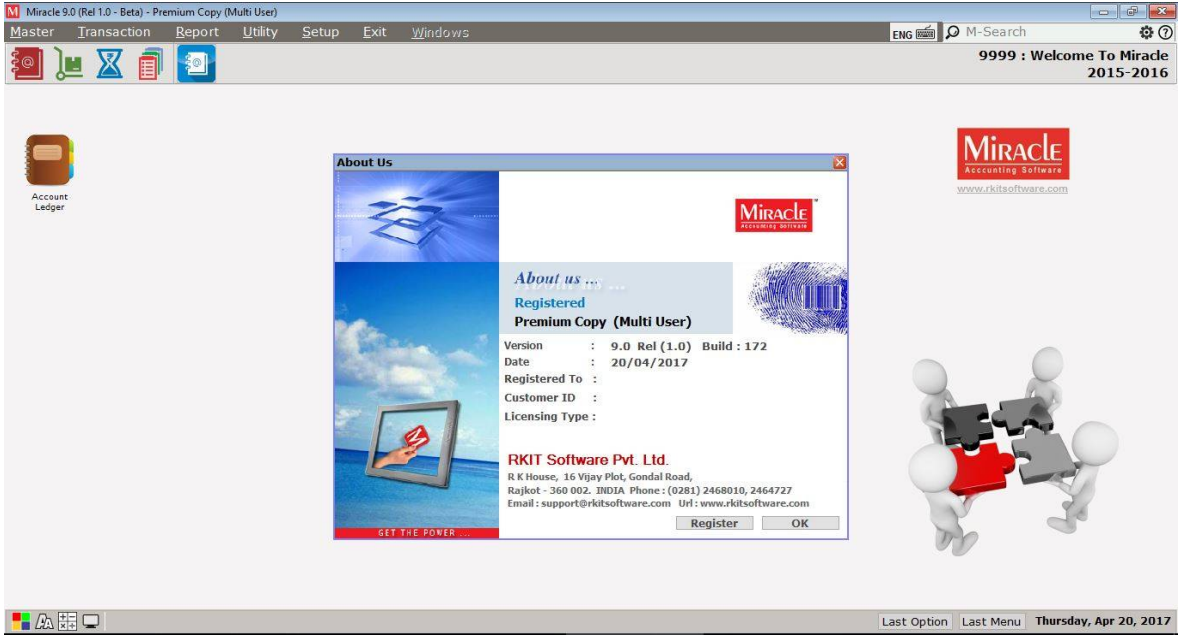 Miracle 9.0 (Rel 1.0 - Beta) - Premium Copy (Multi User)
Master Transaction Report Utility Setup Exit Windows
ENG M-Search
9999 : Welcome To Miracle
2015-2016
Account
Ledger
MIRACLE
Accounting Software
www.rkitsoftware.com
About Us
MIRACLE
Accounting Software
About us ...
Registered
Premium Copy (Multi User)
Version : 9.0 Rel (1.0) Build : 172
Date : 20/04/2017
Registered To :
Customer ID :
Licensing Type :
RKIT Software Pvt. Ltd.
R K House, 16 Vijay Plot, Gondal Road,
Rajkot - 360 002. INDIA Phone : (0281) 2468010, 2464727
Email : support@rkitsoftware.com Url : www.rkitsoftware.com
GET THE POWER ...
Register OK
Last Option Last Menu Thursday, Apr 20, 2017